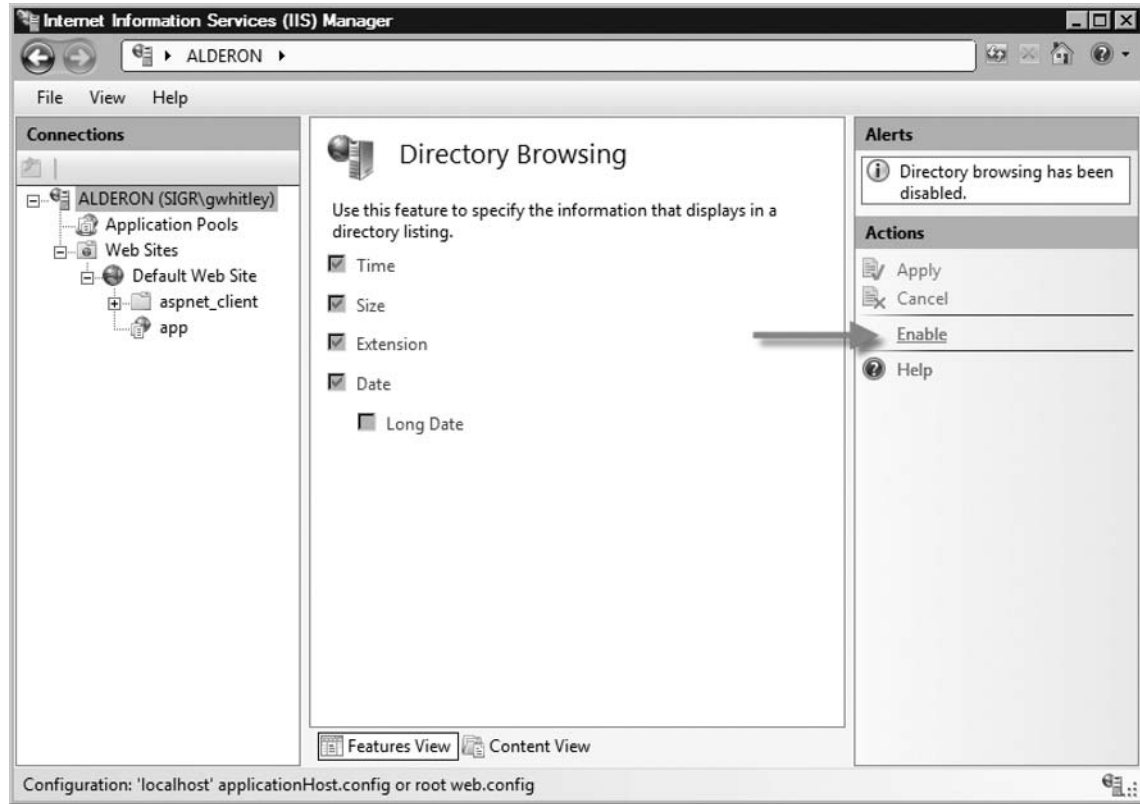 Internet Information Services (IIS) Manager
ALDERON
File View Help
Connections
ALDERON (SIGR\gwhitley)
Application Pools
Web Sites
Default Web Site
aspnet_client
app
Directory Browsing
Use this feature to specify the information that displays in a
directory listing.
Time
Size
Extension
Date
Long Date
Features View
Content View
Alerts
Directory browsing has been
disabled.
Actions
Apply
Cancel
Enable
Help
Configuration: 'localhost' applicationHost.config or root web.config